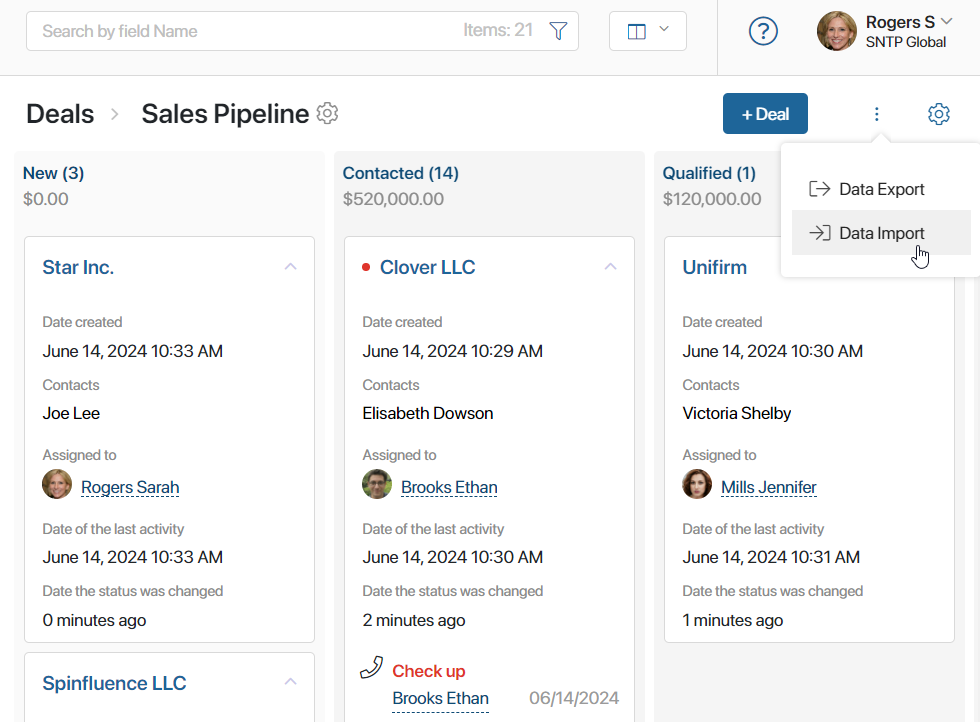 Search by field Name
Items: 21
?
Rogers S
SNTP Global
Deals > Sales Pipeline
+ Deal
Data Export
Data Import
New (3)
$0.00
Star Inc.
Date created
June 14, 2024 10:33 AM
Contacts
Joe Lee
Assigned to
Rogers Sarah
Date of the last activity
June 14, 2024 10:33 AM
Date the status was changed
0 minutes ago
Spinfluence LLC
Contacted (14)
$520,000.00
Clover LLC
Date created
June 14, 2024 10:29 AM
Contacts
Elisabeth Dowson
Assigned to
Brooks Ethan
Date of the last activity
June 14, 2024 10:30 AM
Date the status was changed
2 minutes ago
Check up
Brooks Ethan
06/14/2024
Qualified (1)
$120,000.00
Unifirm
Date created
June 14, 2024 10:30 AM
Contacts
Victoria Shelby
Assigned to
Mills Jennifer
Date of the last activity
June 14, 2024 10:31 AM
Date the status was changed
1 minutes ago